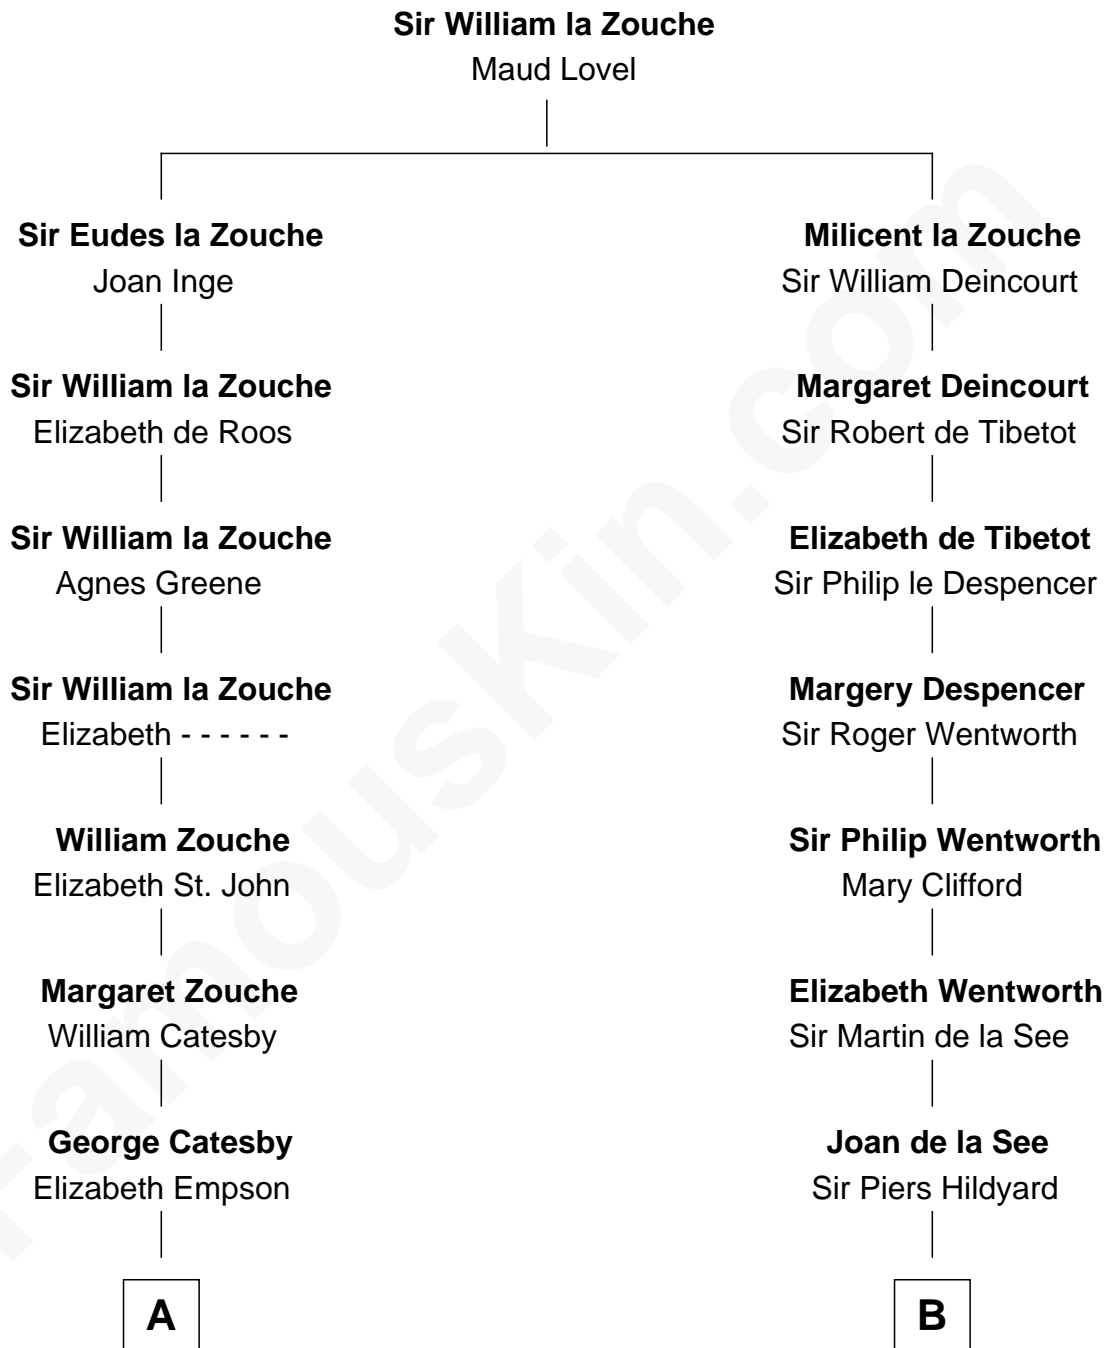 Sir William la Zouche
Maud Lovel
Sir Eudes la Zouche
Joan Inge
Sir William la Zouche
Elizabeth de Roos
Sir William la Zouche
Agnes Greene
Sir William la Zouche
Elizabeth - - - - - -
William Zouche
Elizabeth St. John
Margaret Zouche
William Catesby
George Catesby
Elizabeth Empson
A
Milicent la Zouche
Sir William Deincourt
Margaret Deincourt
Sir Robert de Tibetot
Elizabeth de Tibetot
Sir Philip le Despencer
Margery Despencer
Sir Roger Wentworth
Sir Philip Wentworth
Mary Clifford
Elizabeth Wentworth
Sir Martin de la See
Joan de la See
Sir Piers Hildyard
B
FamousKin.com